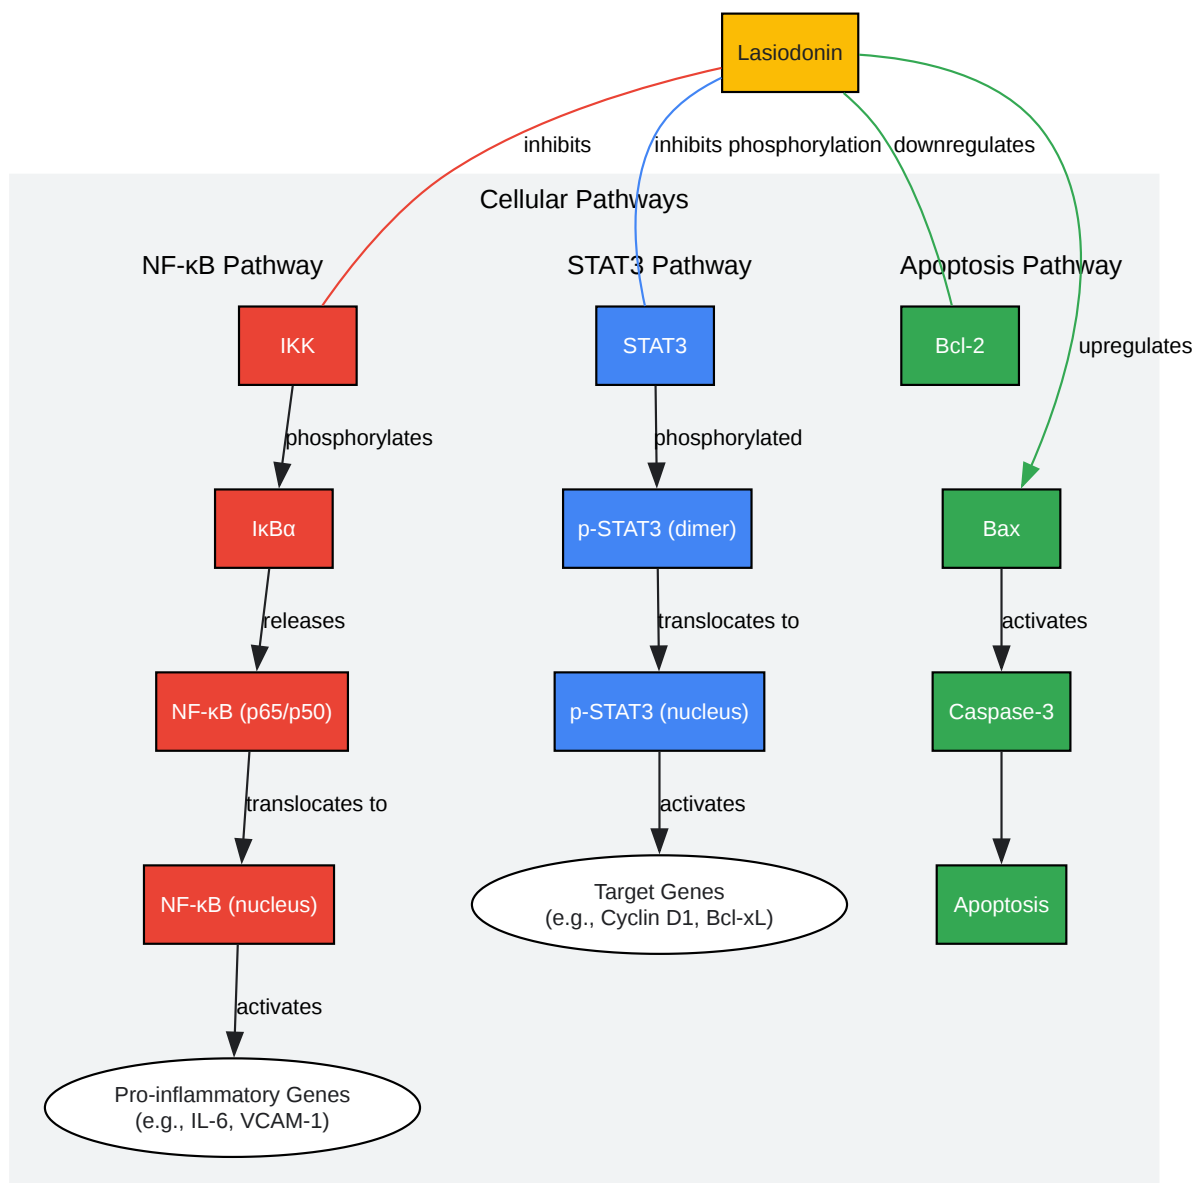 Lasiodonin
inhibits
inhibits phosphorylation
downregulates
Cellular Pathways
NF-κB Pathway
STAT3 Pathway
Apoptosis Pathway
IKK
STAT3
Bcl-2
upregulates
phosphorylates
phosphorylated
IκBα
p-STAT3 (dimer)
Bax
releases
translocates to
activates
NF-κB (p65/p50)
p-STAT3 (nucleus)
Caspase-3
translocates to
activates
NF-κB (nucleus)
Target Genes
(e.g., Cyclin D1, Bcl-xL)
Apoptosis
activates
Pro-inflammatory Genes
(e.g., IL-6, VCAM-1)